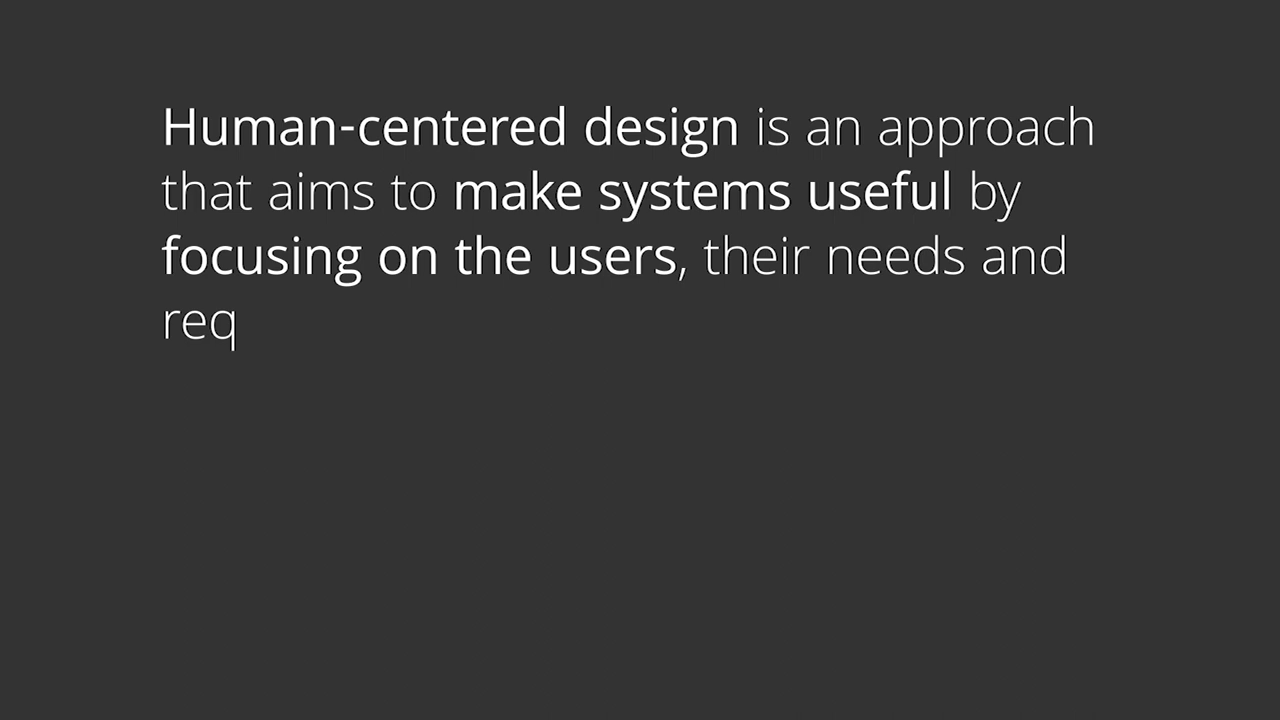 Human-centered design is an approach
that aims to make systems useful by
focusing on the users, their needs and
req